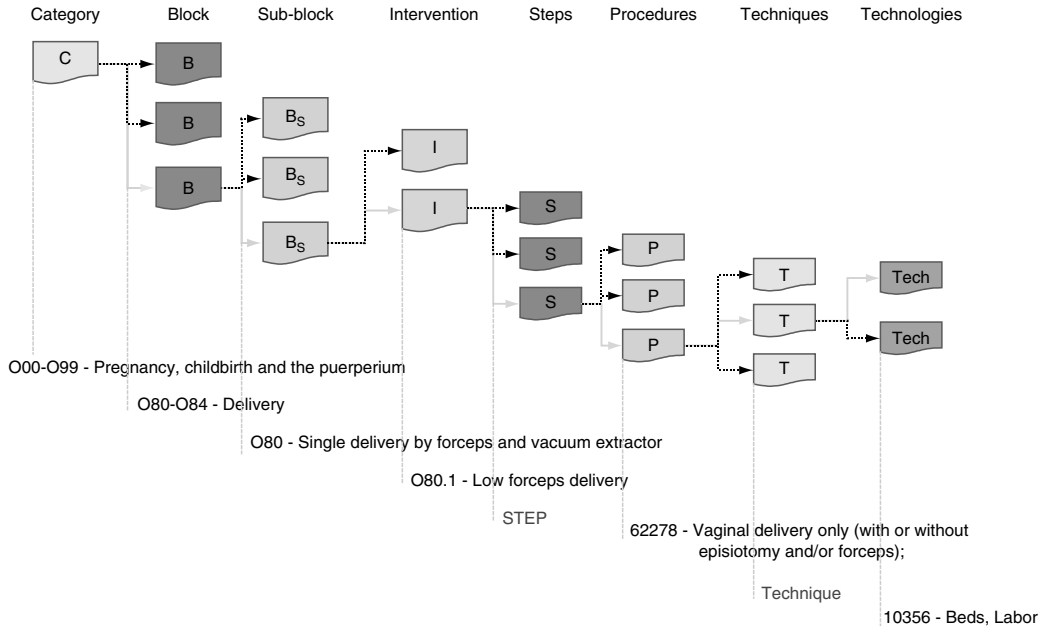 Category Block Sub-block Intervention Steps Procedures Techniques Technologies
C
B
B
B
BS
BS
BS
I
I
S
S
S
P
P
P
T
T
T
Tech
Tech
O00-O99 - Pregnancy, childbirth and the puerperium
O80-O84 - Delivery
O80 - Single delivery by forceps and vacuum extractor
O80.1 - Low forceps delivery
STEP
62278 - Vaginal delivery only (with or without
episiotomy and/or forceps);
Technique
10356 - Beds, Labor